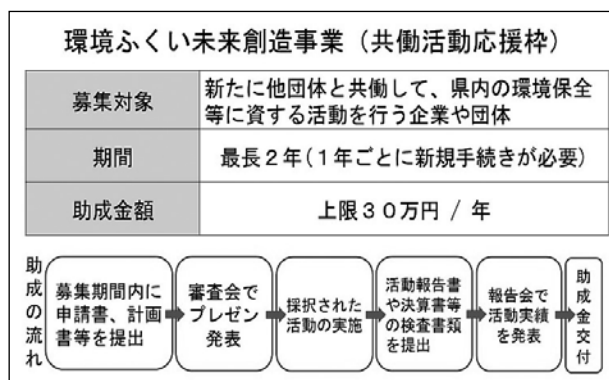 環境ふくい未来創造事業（共働活動応援枠）
募集対象
新たに他団体と共働して、県内の環境保全
等に資する活動を行う企業や団体
期間
最長２年（１年ごとに新規手続きが必要）
助成金額
上限３０万円 / 年
助成の流れ
募集期間内に
申請書、計画
書等を提出
審査会で
プレゼン
発表
採択された
活動の実施
活動報告書
や決算書等
の検査書類
を提出
報告会で
活動実績
を発表
助成金交付